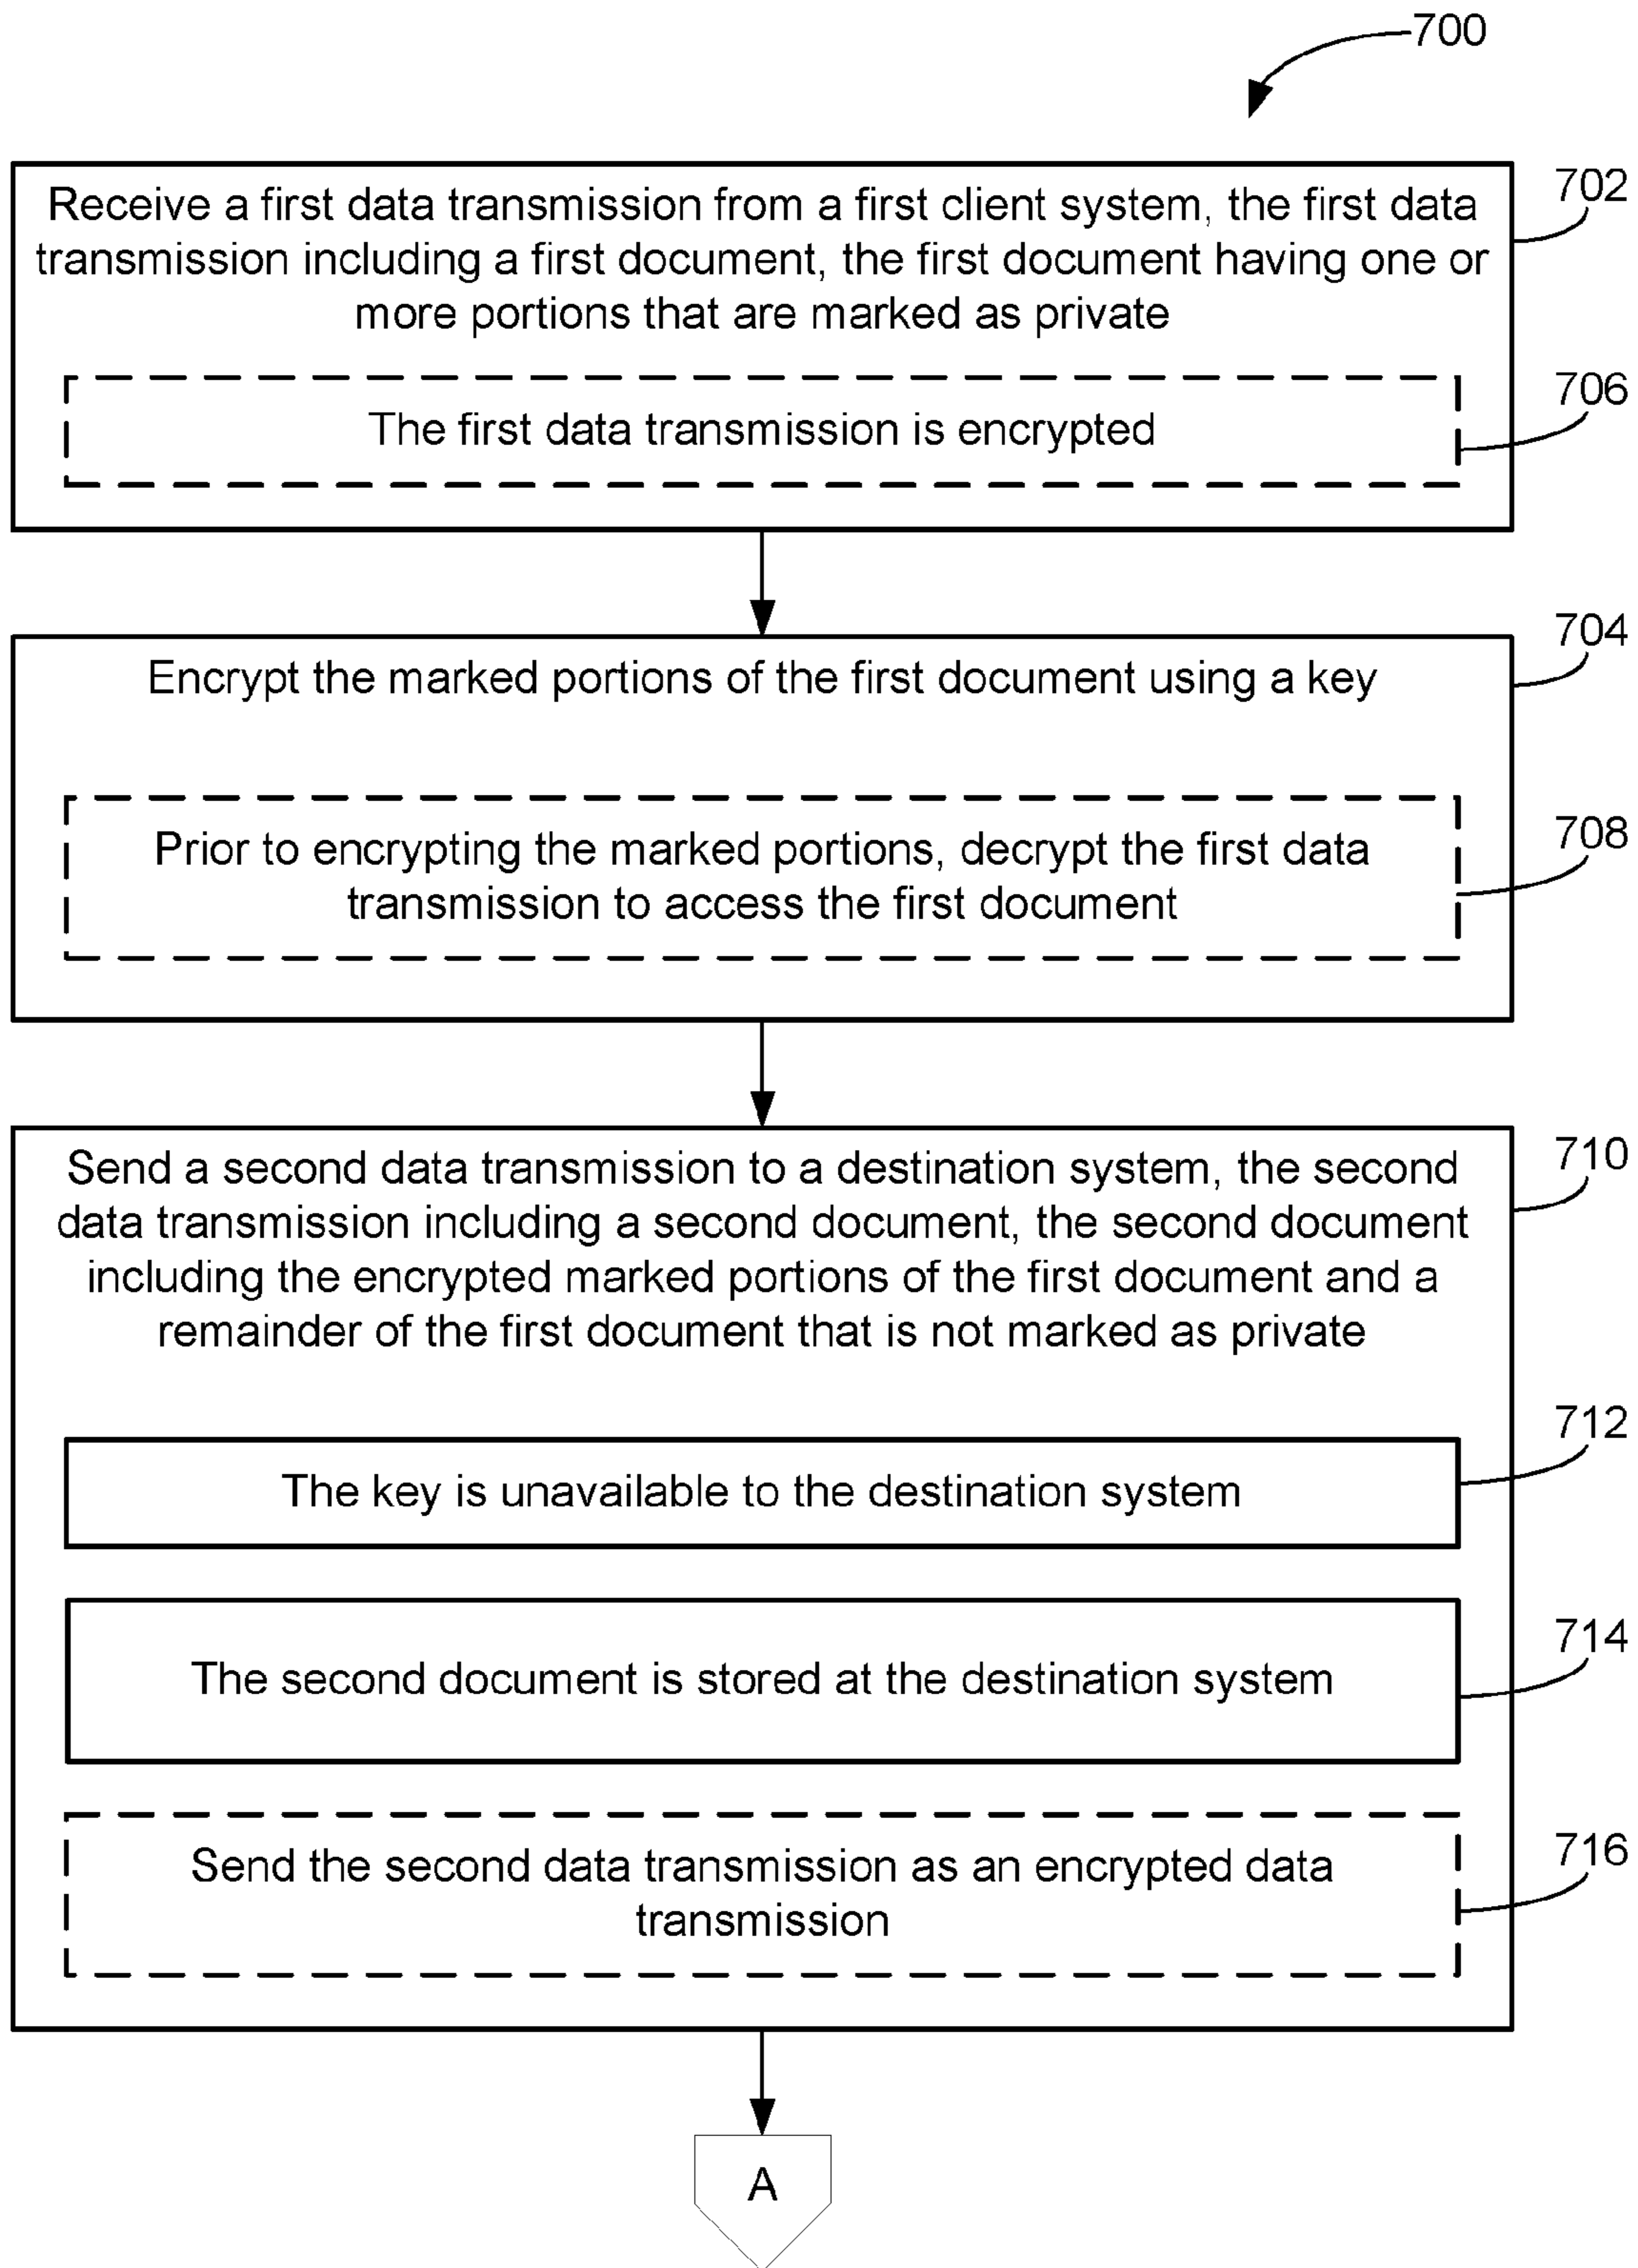 700
702
Receive a first data transmission from a first client system, the first data
transmission including a first document, the first document having one or
more portions that are marked as private
706
The first data transmission is encrypted
704
Encrypt the marked portions of the first document using a key
708
Prior to encrypting the marked portions, decrypt the first data
transmission to access the first document
710
Send a second data transmission to a destination system, the second
data transmission including a second document, the second document
including the encrypted marked portions of the first document and a
remainder of the first document that is not marked as private
712
The key is unavailable to the destination system
714
The second document is stored at the destination system
716
Send the second data transmission as an encrypted data
transmission
A